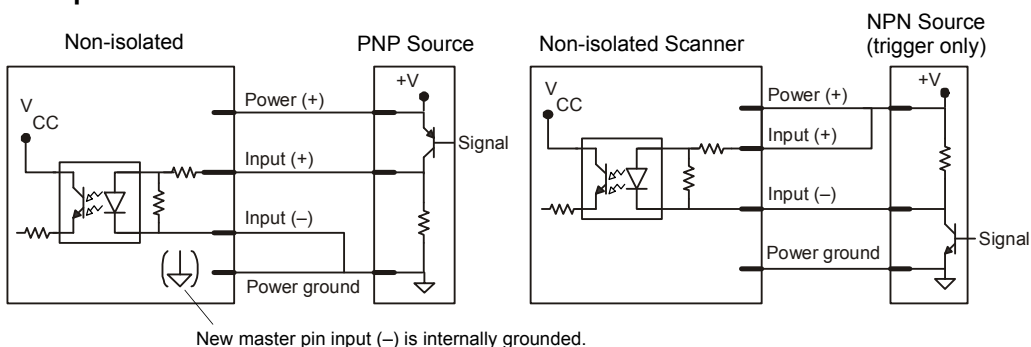 Non-isolated
PNP Source
+V
V
CC
Power (+)
Signal
Input (+)
Input (–)
Power ground
New master pin input (–) is internally grounded.
Non-isolated Scanner
NPN Source
(trigger only)
+V
V
CC
Power (+)
Input (+)
Input (–)
Signal
Power ground